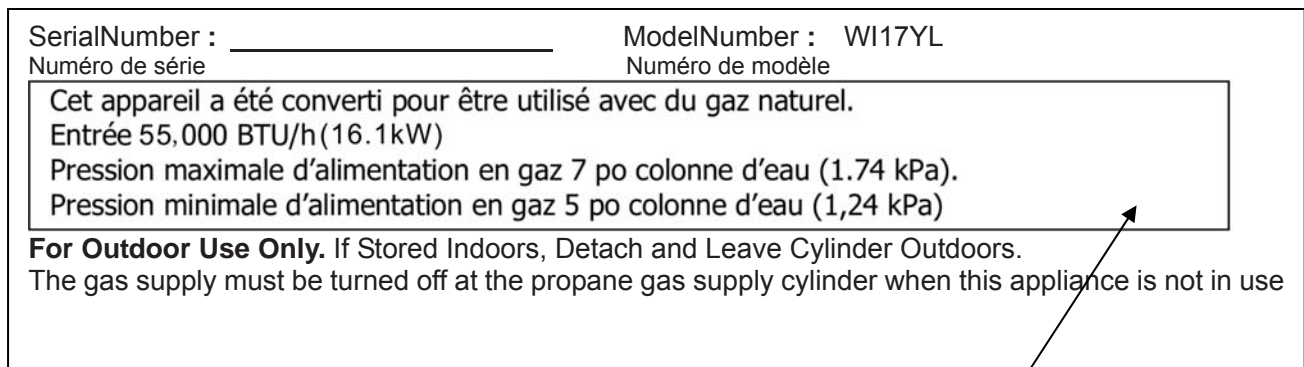 SerialNumber : ModelNumber : WI17YL
Numéro de série Numéro de modèle
Cet appareil a été converti pour être utilisé avec du gaz naturel.
Entrée 55,000 BTU/h(16.1kW)
Pression maximale d'alimentation en gaz 7 po colonne d'eau (1.74 kPa).
Pression minimale d'alimentation en gaz 5 po colonne d'eau (1,24 kPa)
For Outdoor Use Only. If Stored Indoors, Detach and Leave Cylinder Outdoors.
The gas supply must be turned off at the propane gas supply cylinder when this appliance is not in use